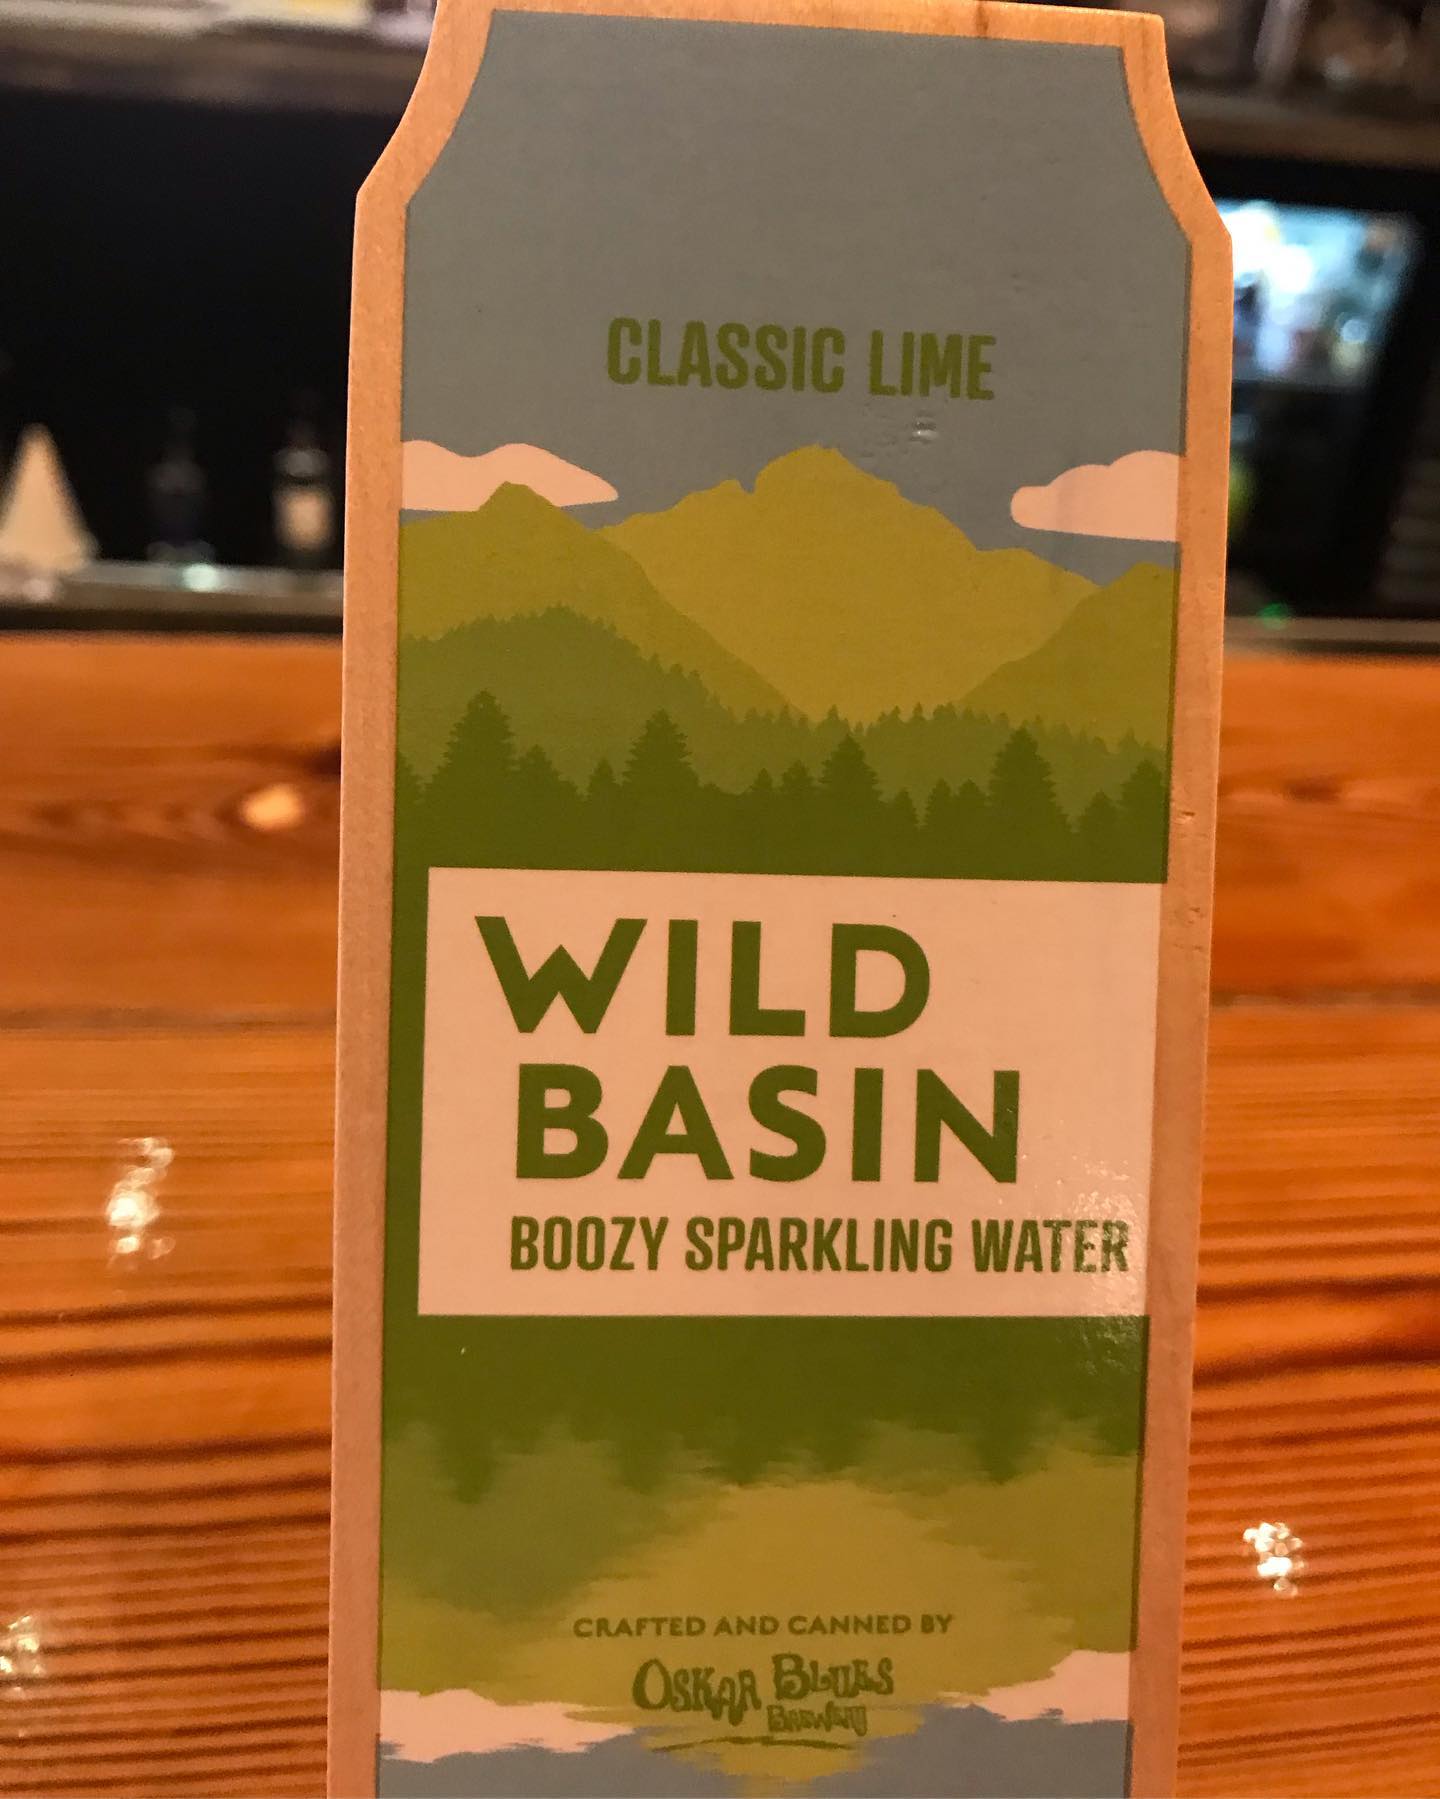 CLASSIC LIME
WILD
BASIN
BOOZY SPARKLING WATER
CRAFTED AND CANNED BY
OSKAR BLUES
BREWERY